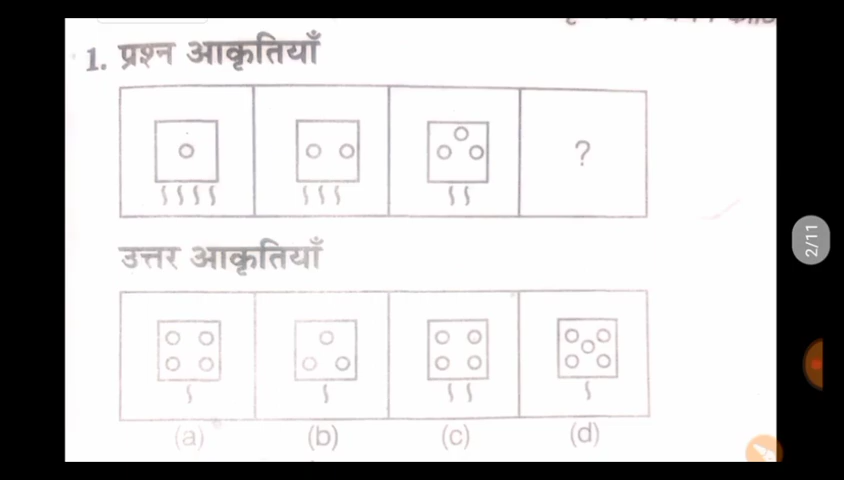 1. प्रश्न आकृतियाँ
?
उत्तर आकृतियाँ
(a) (b) (c) (d)
2/11